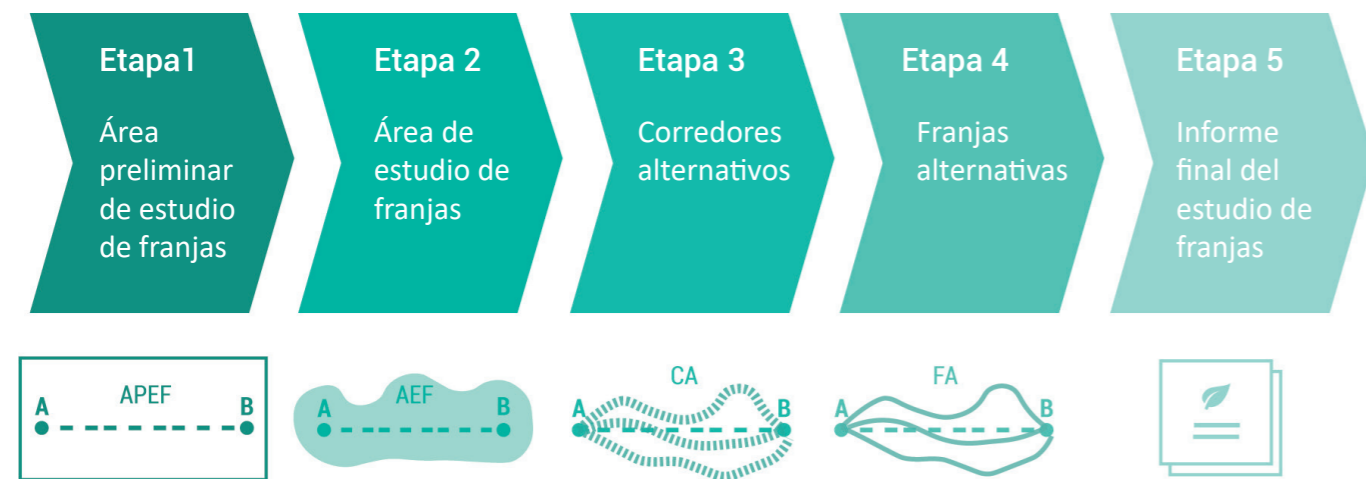 Etapa1
Área
preliminar
de estudio
de franjas
Etapa 2
Área de
estudio de
franjas
Etapa 3
Corredores
alternativos
Etapa 4
Franjas
alternativas
Etapa 5
Informe
final del
estudio de
franjas
APEF
A B
AEF
A B
CA
A B
FA
A B